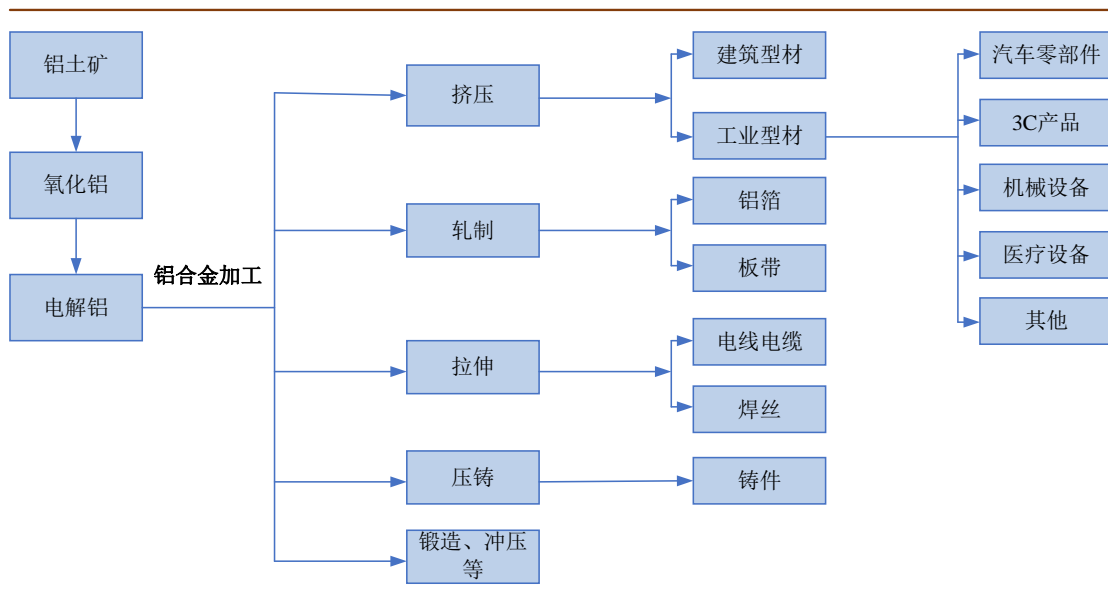 铝土矿
氧化铝
电解铝
铝合金加工
挤压
轧制
拉伸
压铸
锻造、冲压
等
建筑型材
工业型材
铝箔
板带
电线电缆
焊丝
铸件
汽车零部件
3C产品
机械设备
医疗设备
其他